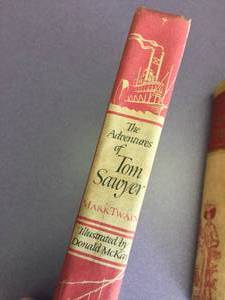 The
Adventures
of
Tom
Sawyer
MARK TWAIN
Illustrated by
Donald McKay